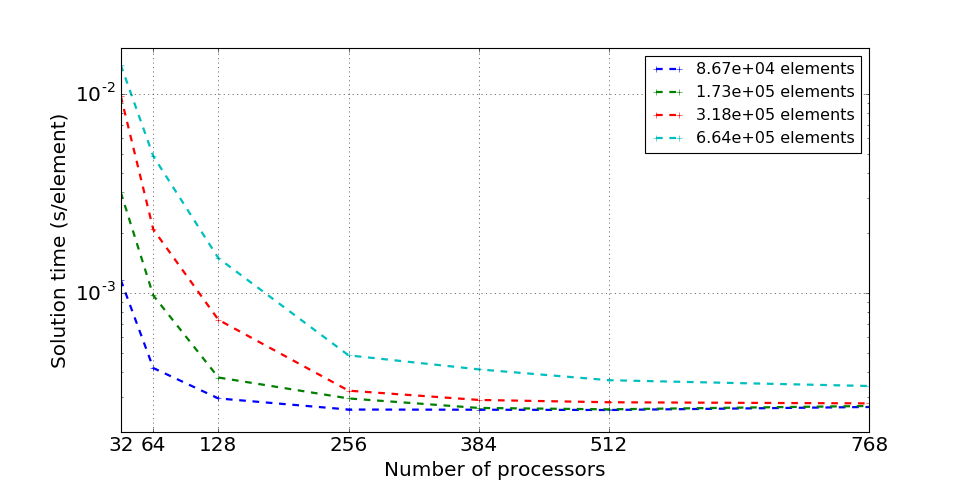 8.67e+04 elements
1.73e+05 elements
3.18e+05 elements
6.64e+05 elements
10^-2
10^-3
Solution time (s/element)
32 64 128 256 384 512 768
Number of processors